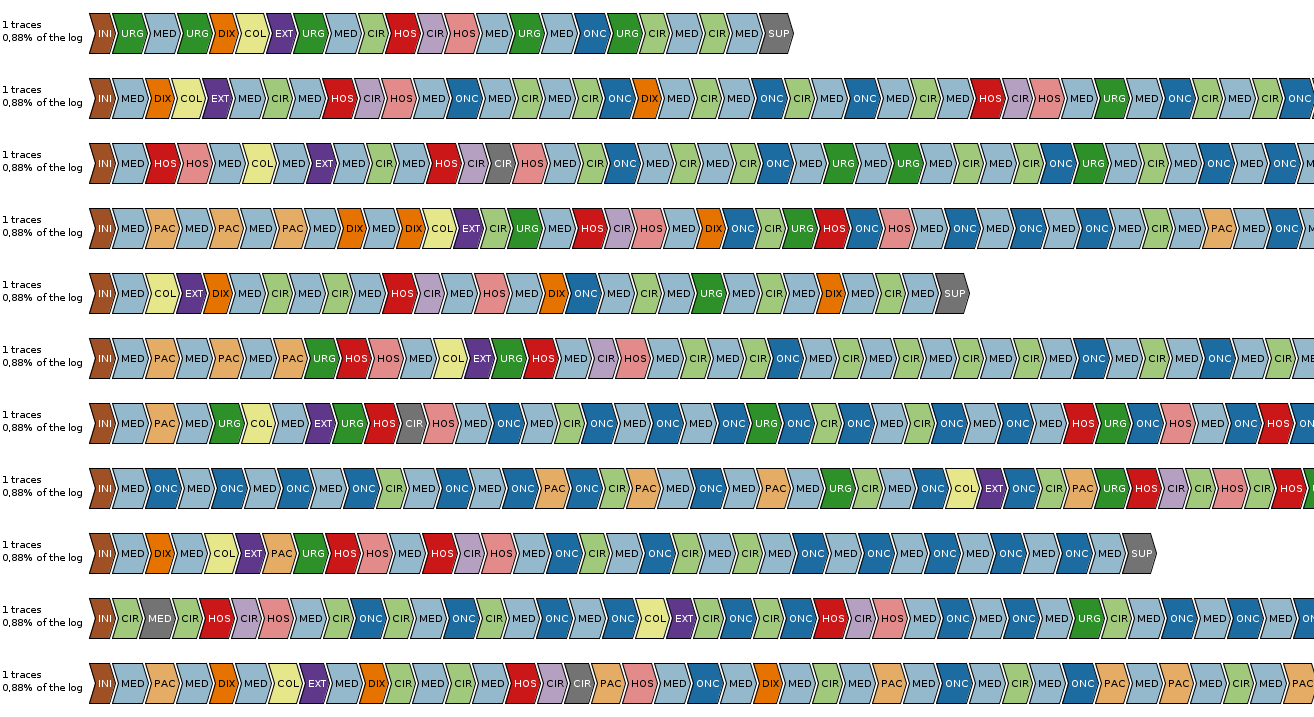 1 traces
0,88% of the log
INI URG MED URG DIX COL EXT URG MED CIR HOS CIR HOS MED URG MED ONC URG CIR MED CIR MED SUP
1 traces
0,88% of the log
INI MED DIX COL EXT MED CIR MED HOS CIR HOS MED ONC MED CIR MED CIR ONC DIX MED CIR MED ONC CIR MED ONC MED CIR MED HOS CIR HOS MED URG MED ONC CIR MED CIR ONC
1 traces
0,88% of the log
INI MED HOS HOS MED COL MED EXT MED CIR MED HOS CIR CIR HOS MED CIR ONC MED CIR MED CIR ONC MED URG MED URG MED CIR MED CIR ONC URG MED CIR MED ONC MED ONC M
1 traces
0,88% of the log
INI MED PAC MED PAC MED PAC MED DIX MED DIX COL EXT CIR URG MED HOS CIR HOS MED DIX ONC CIR URG HOS ONC HOS MED ONC MED ONC MED ONC MED CIR MED PAC MED ONC M
1 traces
0,88% of the log
INI MED COL EXT DIX MED CIR MED CIR MED HOS CIR MED HOS MED DIX ONC MED CIR MED URG MED CIR MED DIX MED CIR MED SUP
1 traces
0,88% of the log
INI MED PAC MED PAC MED PAC URG HOS HOS MED COL EXT URG HOS MED CIR HOS MED CIR MED CIR ONC MED CIR MED CIR MED CIR MED CIR MED ONC MED CIR MED ONC MED CIR ME
1 traces
0,88% of the log
INI MED PAC MED URG COL MED EXT URG HOS CIR HOS MED ONC MED CIR ONC MED ONC MED ONC URG ONC CIR ONC MED CIR ONC MED ONC MED HOS URG ONC HOS MED ONC HOS ON
1 traces
0,88% of the log
INI MED ONC MED ONC MED ONC MED ONC CIR MED ONC MED ONC PAC ONC CIR PAC MED ONC MED PAC MED URG CIR MED ONC COL EXT ONC CIR PAC URG HOS CIR CIR HOS CIR HOS
1 traces
0,88% of the log
INI MED DIX MED COL EXT PAC URG HOS HOS MED HOS CIR HOS MED ONC CIR MED ONC CIR MED CIR MED ONC MED ONC MED ONC MED ONC MED ONC MED SUP
1 traces
0,88% of the log
INI CIR MED CIR HOS CIR HOS MED CIR ONC CIR MED ONC CIR MED ONC MED ONC COL EXT CIR ONC CIR ONC HOS CIR HOS MED ONC MED ONC MED URG CIR MED ONC MED ONC MED ON
1 traces
0,88% of the log
INI MED PAC MED DIX MED COL EXT MED DIX CIR MED CIR MED HOS CIR CIR PAC HOS MED ONC MED DIX MED CIR MED PAC MED ONC MED CIR MED ONC PAC MED PAC MED CIR MED PAC